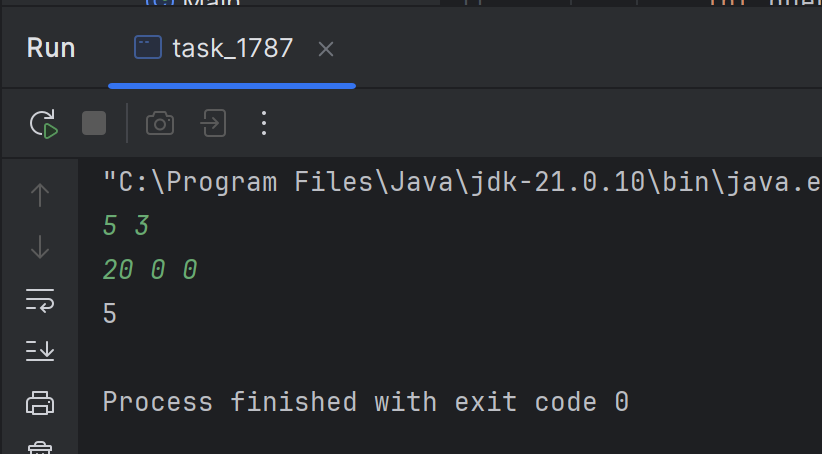 Main
Run task_1787
"C:\Program Files\Java\jdk-21.0.10\bin\java.e
5 3
20 0 0
5
Process finished with exit code 0